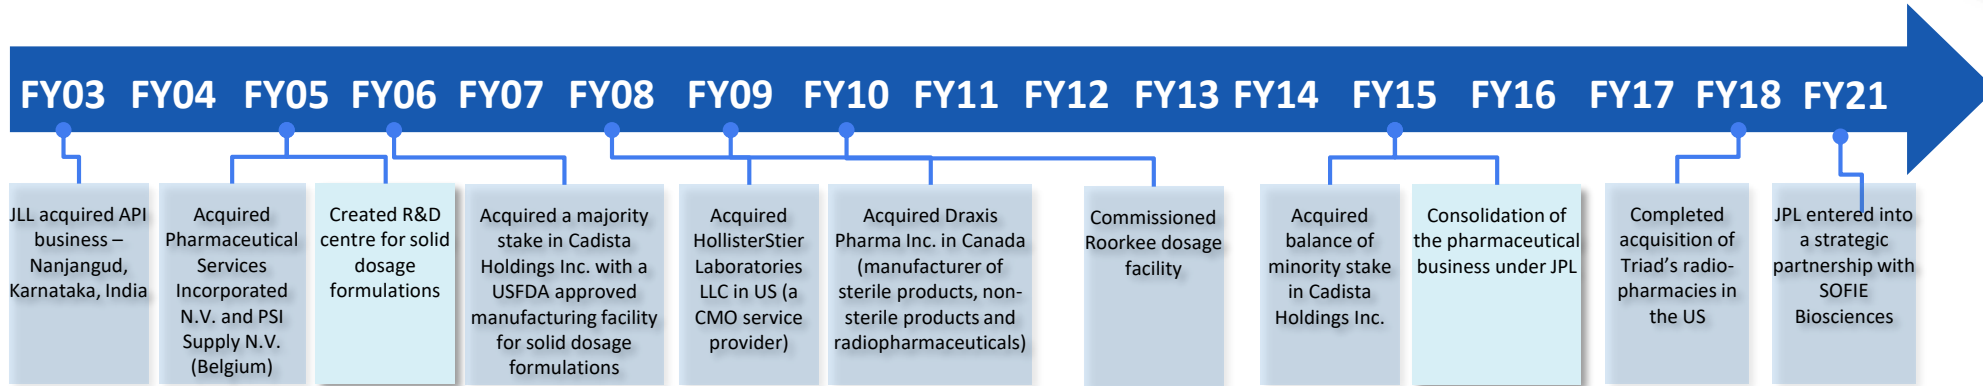 FY03 FY04 FY05 FY06 FY07 FY08 FY09 FY10 FY11 FY12 FY13 FY14 FY15 FY16 FY17 FY18 FY21
JLL acquired API
business –
Nanjangud,
Karnataka, India
Acquired
Pharmaceutical
Services
Incorporated
N.V. and PSI
Supply N.V.
(Belgium)
Created R&D
centre for solid
dosage
formulations
Acquired a majority
stake in Cadista
Holdings Inc. with a
USFDA approved
manufacturing facility
for solid dosage
formulations
Acquired
HollisterStier
Laboratories
LLC in US (a
CMO service
provider)
Acquired Draxis
Pharma Inc. in Canada
(manufacturer of
sterile products, non-
sterile products and
radiopharmaceuticals)
Commissioned
Roorkee dosage
facility
Acquired
balance of
minority stake
in Cadista
Holdings Inc.
Consolidation of
the pharmaceutical
business under JPL
Completed
acquisition of
Triad's radio-
pharmacies in
the US
JPL entered into
a strategic
partnership with
SOFIE
Biosciences